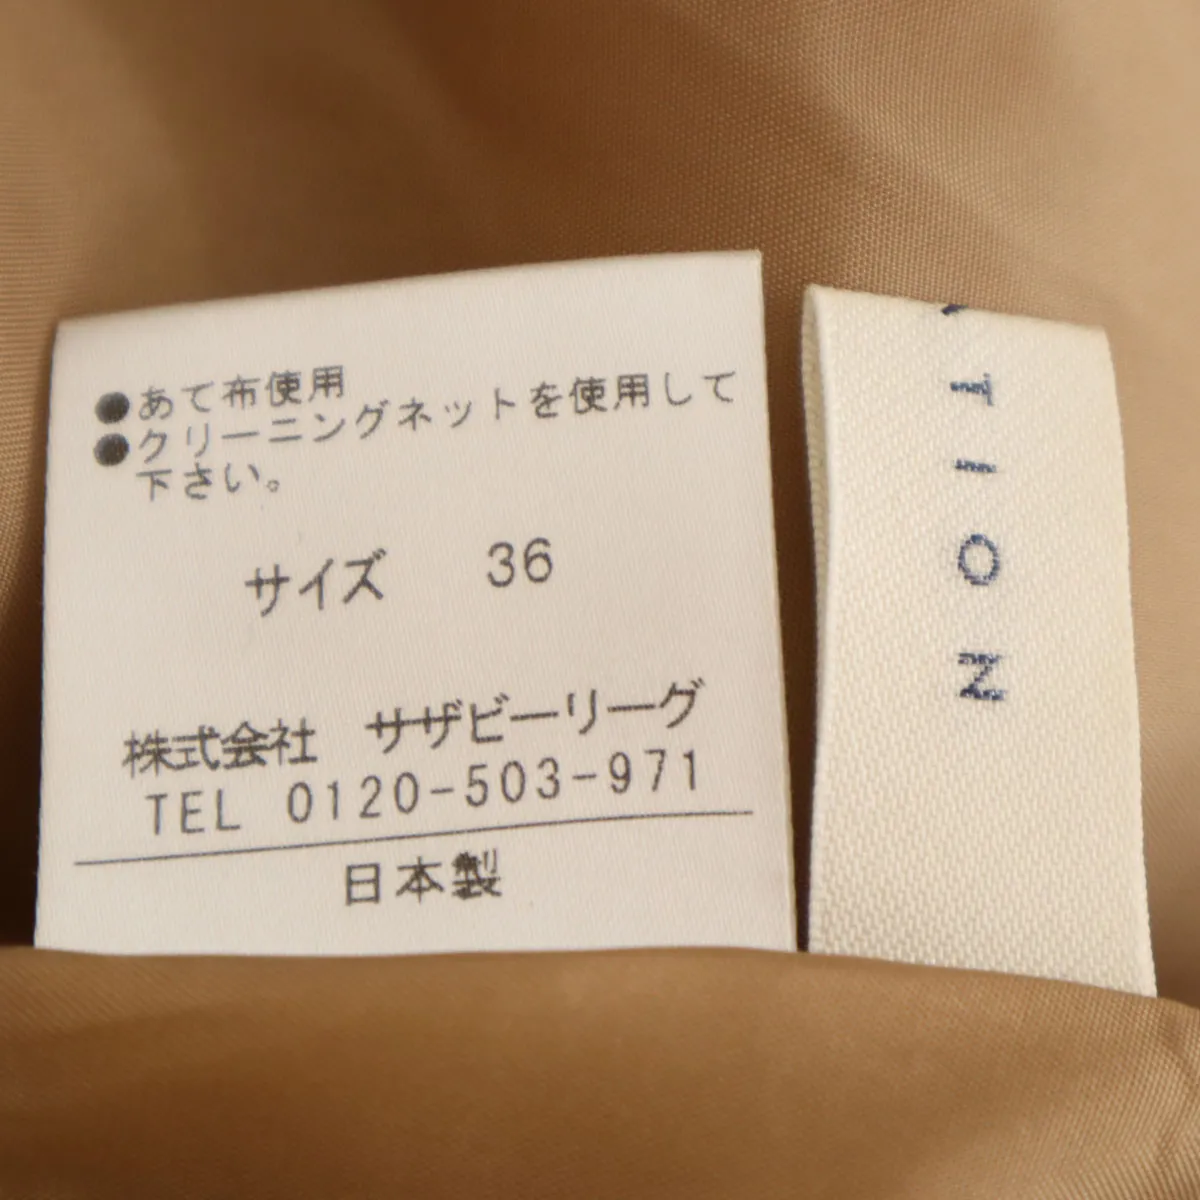 ●あて布使用
●クリーニングネットを使用して
下さい。
サイズ 36
株式会社 サザビーリーグ
TEL 0120-503-971
日本製
TION